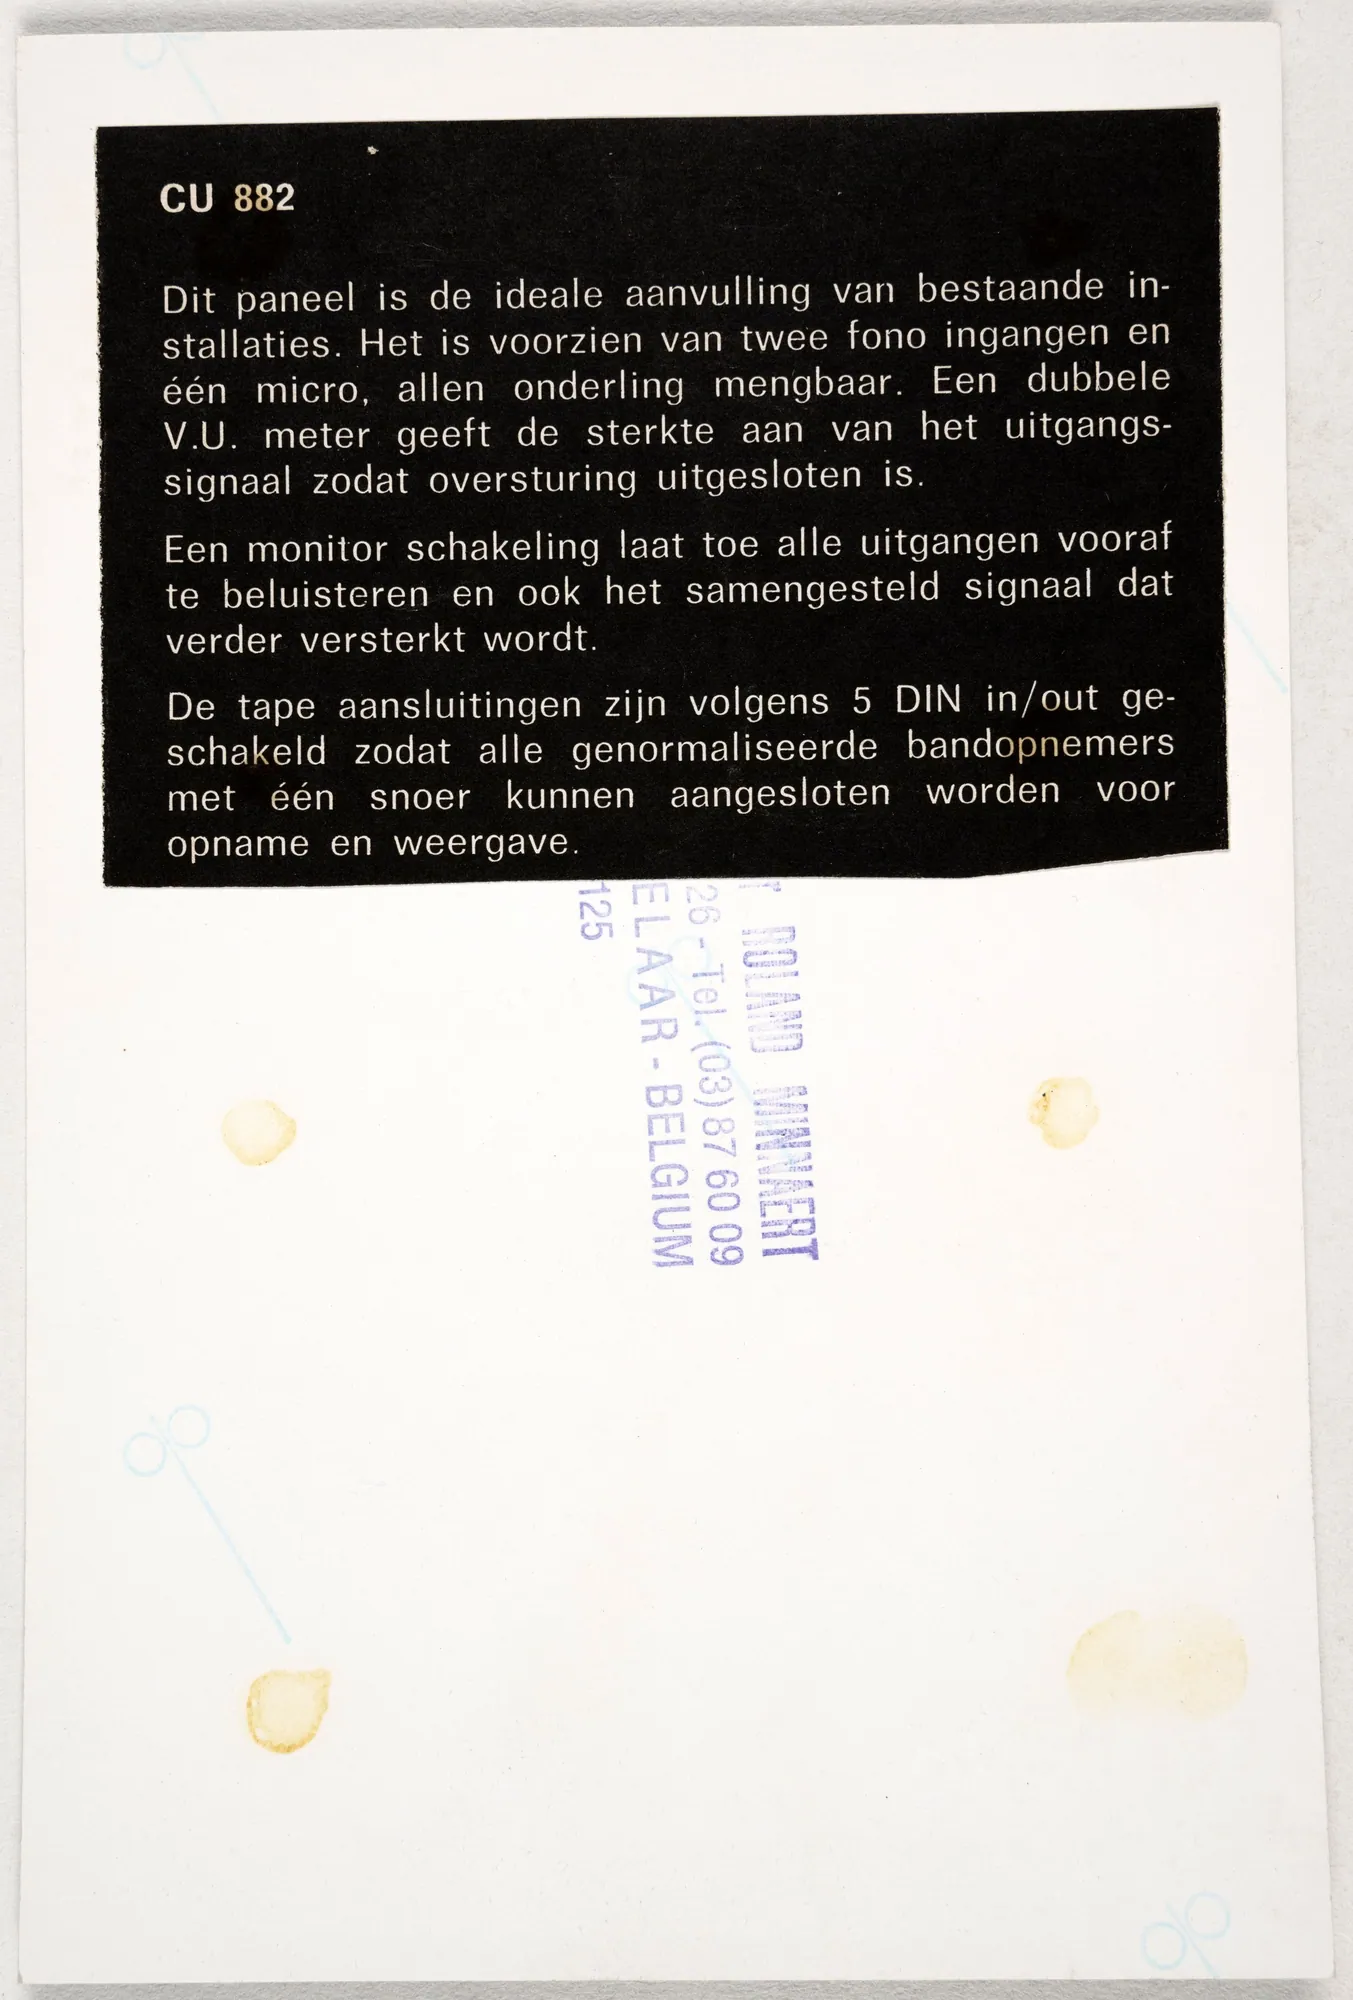 CU 882
Dit paneel is de ideale aanvulling van bestaande in-
stallaties. Het is voorzien van twee fono ingangen en
één micro, allen onderling mengbaar. Een dubbele
V.U. meter geeft de sterkte aan van het uitgangs-
signaal zodat oversturing uitgesloten is.
Een monitor schakeling laat toe alle uitgangen vooraf
te beluisteren en ook het samengesteld signaal dat
verder versterkt wordt.
De tape aansluitingen zijn volgens 5 DIN in/out ge-
schakeld zodat alle genormaliseerde bandopnemers
met één snoer kunnen aangesloten worden voor
opname en weergave.
ROLAND MINNAERT
26 - Tel. (03) 87 60 09
ELAAR - BELGIUM
125